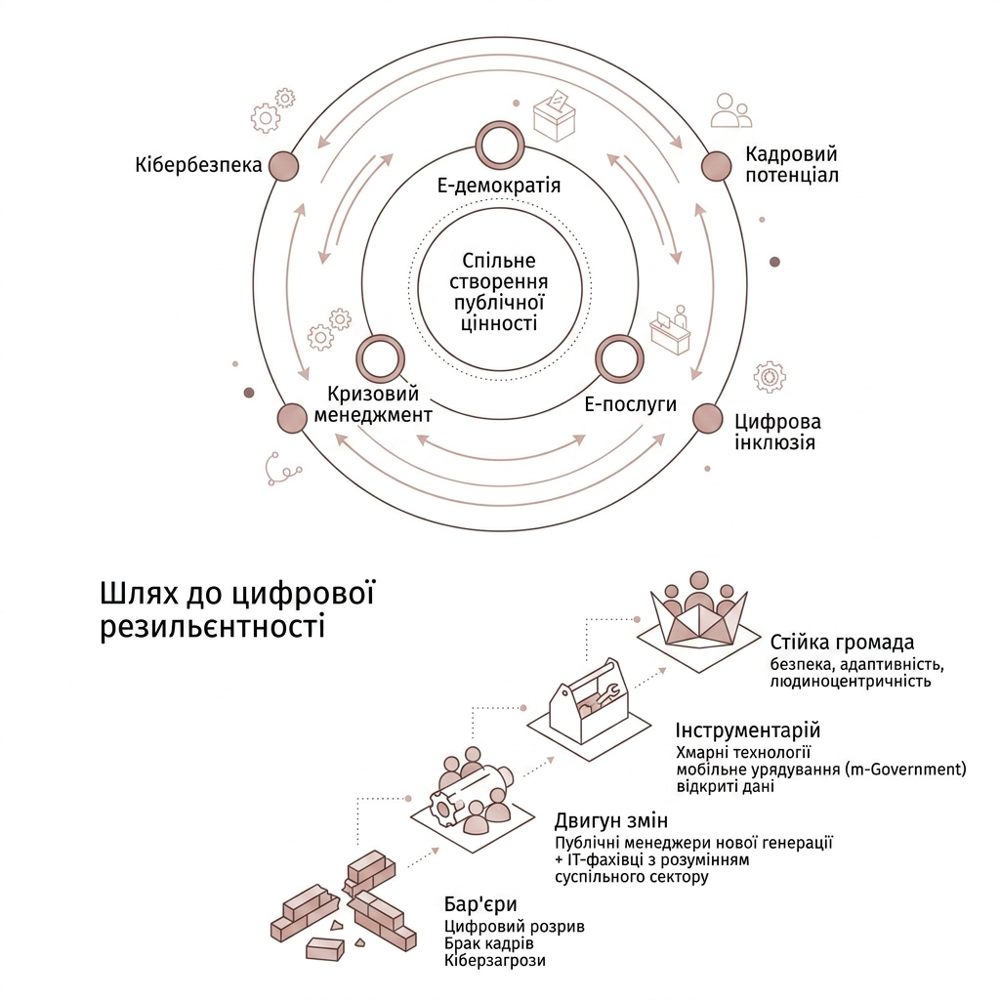 Кібербезпека
Кадровий
потенціал
Е-демократія
Спільне
створення
публічної
цінності
Кризовий
менеджмент
Е-послуги
Цифрова
інклюзія
Шлях до цифрової
резильєнтності
Стійка громада
безпека, адаптивність,
людиноцентричність
Інструментарій
Хмарні технології
мобільне урядування (m-Government)
відкриті дані
Двигун змін
Публічні менеджери нової генерації
+ ІТ-фахівці з розумінням
суспільного сектору
Бар'єри
Цифровий розрив
Брак кадрів
Кіберзагрози